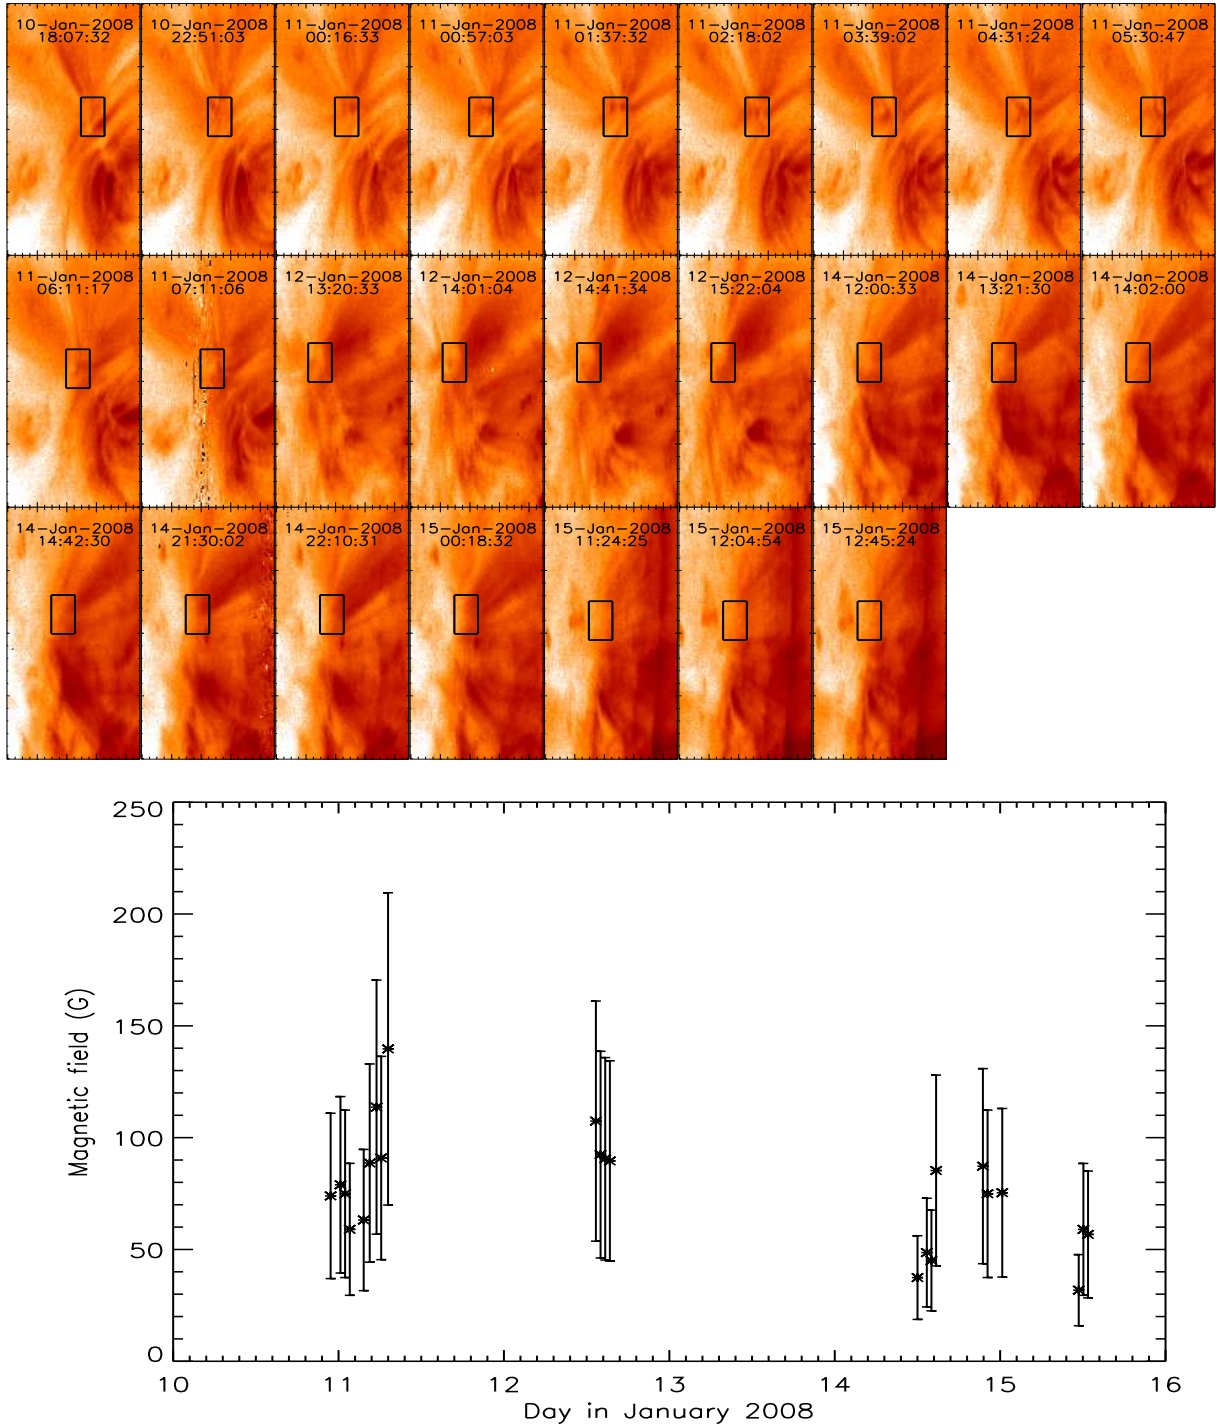 10-Jan-2008 10-Jan-2008 11-Jan-2008 11-Jan-2008 11-Jan-2008 11-Jan-2008 11-Jan-2008 11-Jan-2008 11-Jan-2008
18:07:32 22:51:03 00:16:33 00:57:03 01:37:32 02:18:02 03:39:02 04:31:24 05:30:47
11-Jan-2008 11-Jan-2008 12-Jan-2008 12-Jan-2008 12-Jan-2008 12-Jan-2008 14-Jan-2008 14-Jan-2008 14-Jan-2008
06:11:17 07:11:06 13:20:33 14:01:04 14:41:34 15:22:04 12:00:33 13:21:30 14:02:00
14-Jan-2008 14-Jan-2008 14-Jan-2008 15-Jan-2008 15-Jan-2008 15-Jan-2008 15-Jan-2008
14:42:30 21:30:02 22:10:31 00:18:32 11:24:25 12:04:54 12:45:24
250
200
150
100
50
0
Magnetic field (G)
10 11 12 13 14 15 16
Day in January 2008